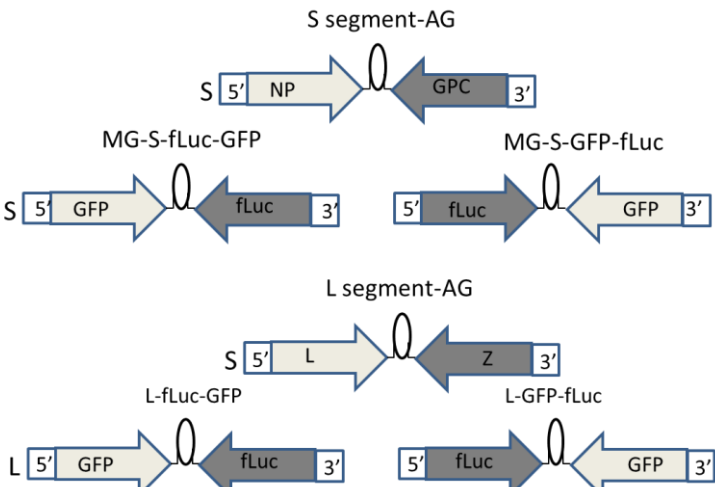 S segment-AG
S 5’ NP GPC 3’
MG-S-fLuc-GFP MG-S-GFP-fLuc
S 5’ GFP fLuc 3’ 5’ fLuc GFP 3’
L segment-AG
S 5’ L Z 3’
L-fLuc-GFP L-GFP-fLuc
L 5’ GFP fLuc 3’ 5’ fLuc GFP 3’